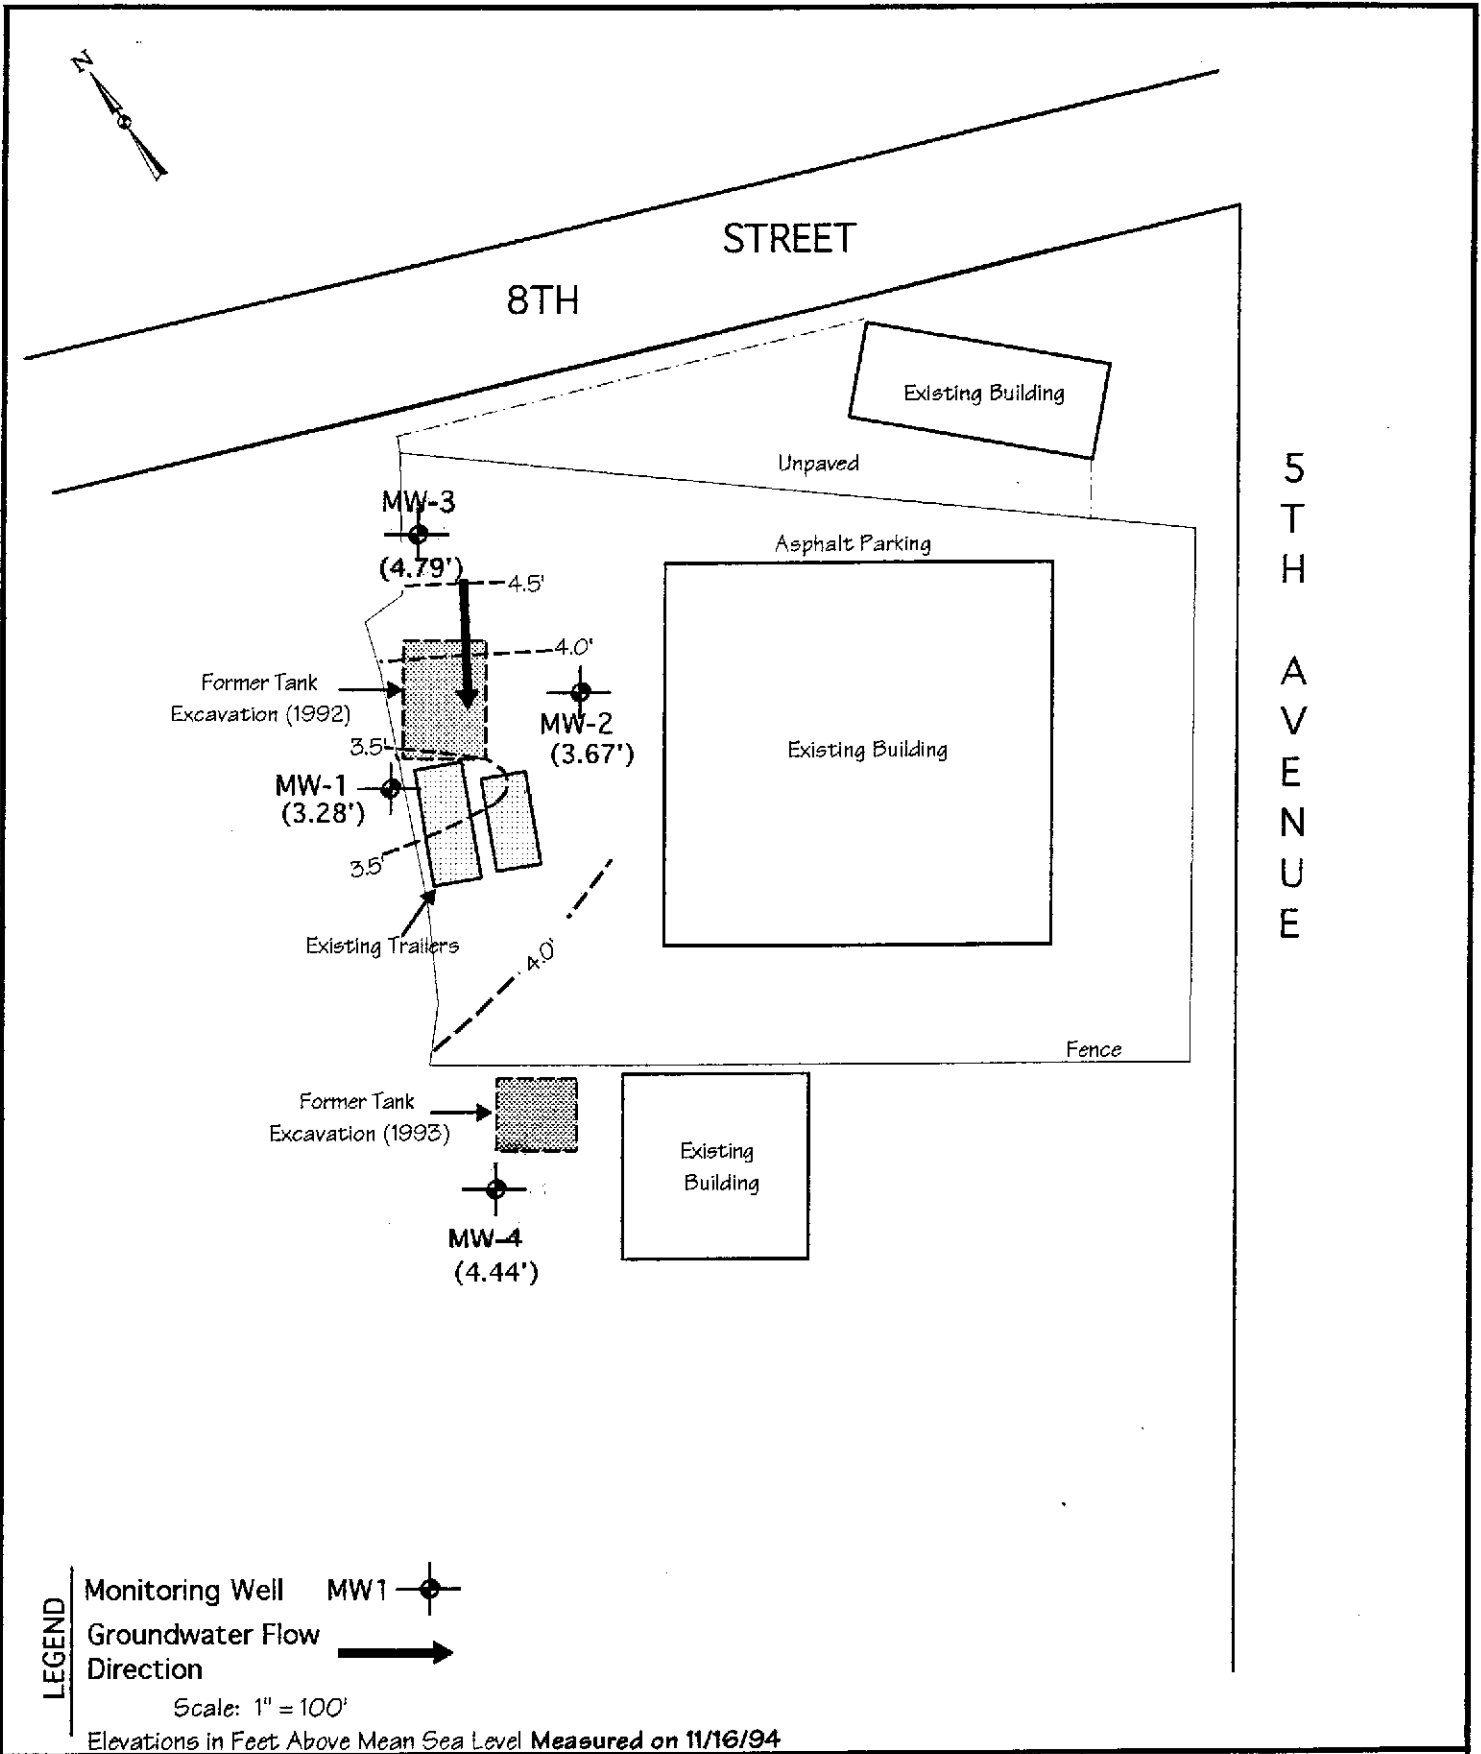 N
STREET
8TH
Existing Building
Unpaved
MW-3
(4.79')
Asphalt Parking
4.5'
4.0'
Former Tank
Excavation (1992)
MW-2
(3.67')
3.5'
Existing Building
MW-1
(3.28')
3.5'
Existing Trailers
4.0'
5TH AVENUE
Fence
Former Tank
Excavation (1993)
Existing
Building
MW-4
(4.44')
LEGEND
Monitoring Well MW1
Groundwater Flow
Direction
Scale: 1" = 100'
Elevations in Feet Above Mean Sea Level Measured on 11/16/94